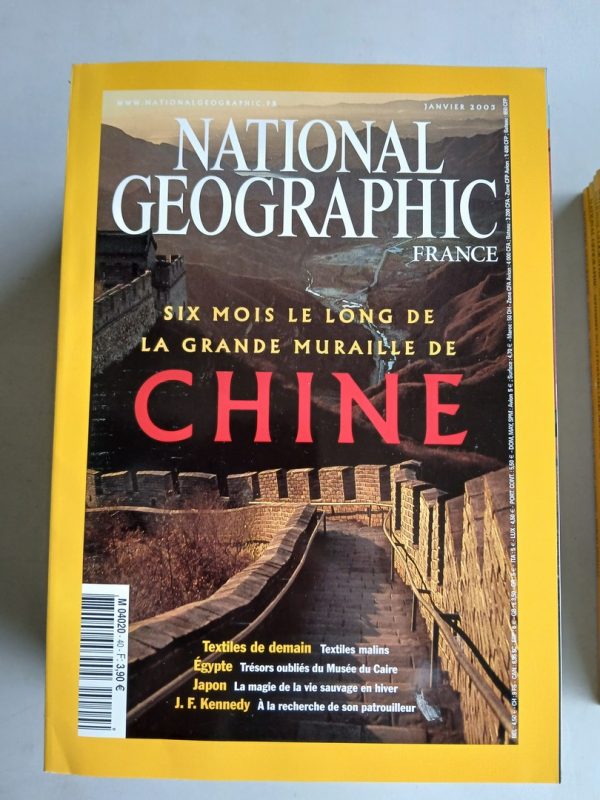 WWW.NATIONALGEOGRAPHIC.FR
JANVIER 2003
NATIONAL
GEOGRAPHIC
FRANCE
SIX MOIS LE LONG DE
LA GRANDE MURAILLE DE
CHINE
Textiles de demain Textiles malins
Égypte Trésors oubliés du Musée du Caire
Japon La magie de la vie sauvage en hiver
J. F. Kennedy À la recherche de son patrouilleur
M 04020 - 40 - F: 3,90 €